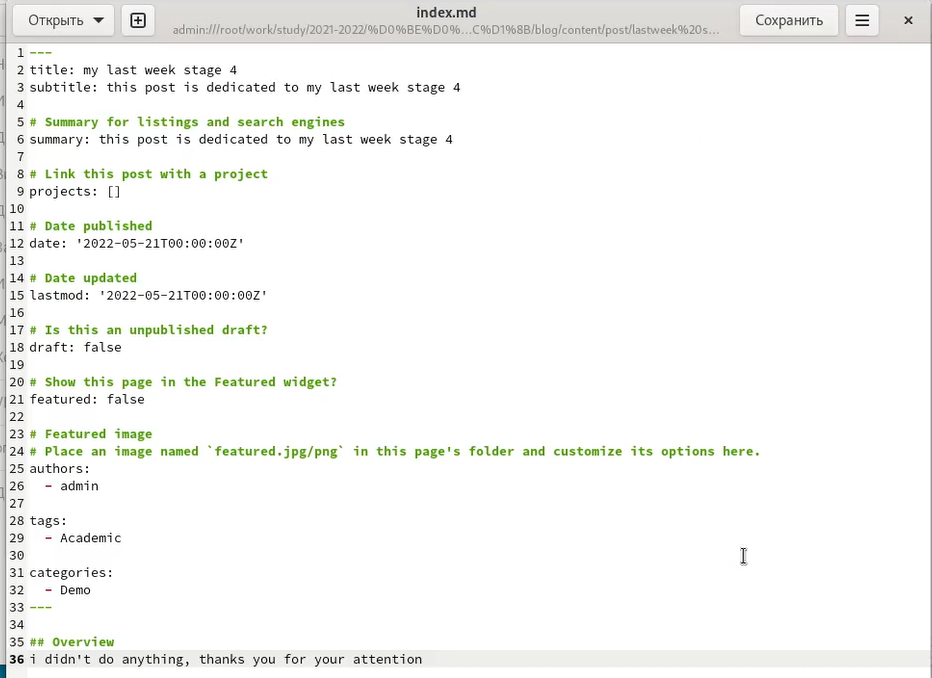 Открыть
index.md
admin:///root/work/study/2021-2022/%D0%BE%D0%...C%D1%8B/blog/content/post/lastweek%20s...
Сохранить
1 ---
2 title: my last week stage 4
3 subtitle: this post is dedicated to my last week stage 4
4
5 # Summary for listings and search engines
6 summary: this post is dedicated to my last week stage 4
7
8 # Link this post with a project
9 projects: []
10
11 # Date published
12 date: '2022-05-21T00:00:00Z'
13
14 # Date updated
15 lastmod: '2022-05-21T00:00:00Z'
16
17 # Is this an unpublished draft?
18 draft: false
19
20 # Show this page in the Featured widget?
21 featured: false
22
23 # Featured image
24 # Place an image named `featured.jpg/png` in this page's folder and customize its options here.
25 authors:
26   - admin
27
28 tags:
29   - Academic
30
31 categories:
32   - Demo
33 ---
34
35 ## Overview
36 i didn't do anything, thanks you for your attention